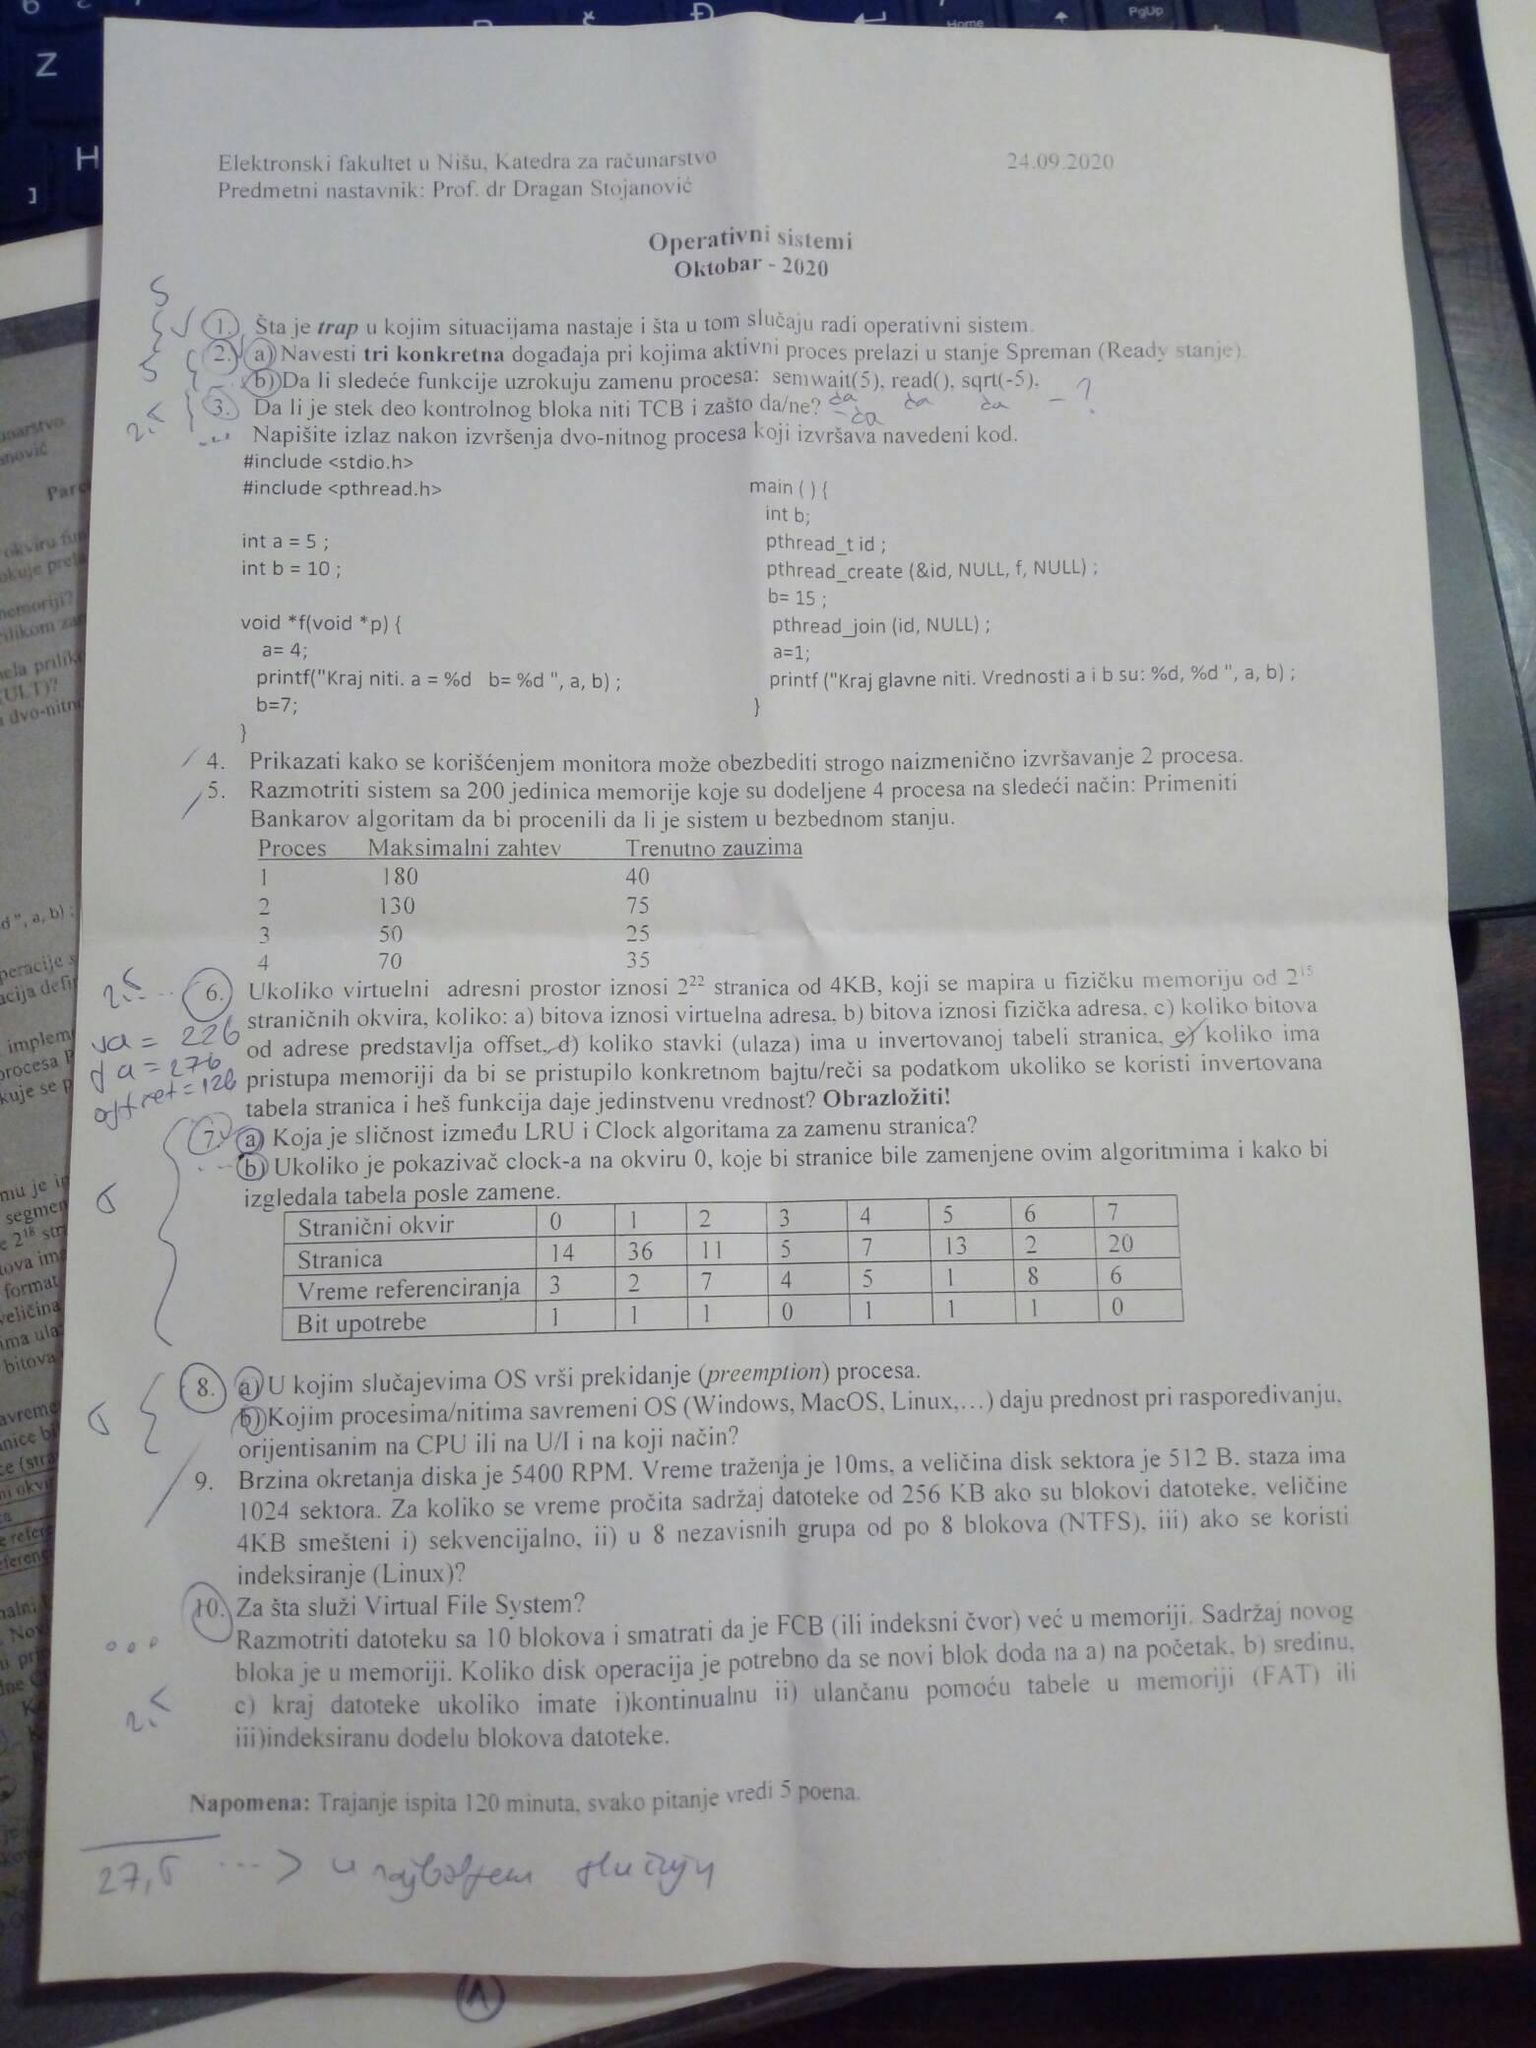 Elektronski fakultet u Nišu, Katedra za računarstvo 24.09.2020
Predmetni nastavnik: Prof. dr Dragan Stojanović
Operativni sistemi
Oktobar - 2020
5
1. Šta je trap u kojim situacijama nastaje i šta u tom slučaju radi operativni sistem.
5 2. a) Navesti tri konkretna događaja pri kojima aktivni proces prelazi u stanje Spreman (Ready stanje).
b) Da li sledeće funkcije uzrokuju zamenu procesa: semwait(5), read(), sqrt(-5),
da da da - ?
2.5 3. Da li je stek deo kontrolnog bloka niti TCB i zašto da/ne? - da
Napišite izlaz nakon izvršenja dvo-nitnog procesa koji izvršava navedeni kod.
#include <stdio.h>
#include <pthread.h> main ( ) {
int b;
int a = 5 ; pthread_t id ;
int b = 10 ; pthread_create (&id, NULL, f, NULL) ;
b= 15 ;
void *f(void *p) { pthread_join (id, NULL) ;
a= 4; a=1;
printf("Kraj niti. a = %d b= %d ", a, b) ; printf ("Kraj glavne niti. Vrednosti a i b su: %d, %d ", a, b) ;
b=7; }
}
4. Prikazati kako se korišćenjem monitora može obezbediti strogo naizmenično izvršavanje 2 procesa.
5. Razmotriti sistem sa 200 jedinica memorije koje su dodeljene 4 procesa na sledeći način: Primeniti
Bankarov algoritam da bi procenili da li je sistem u bezbednom stanju.
Proces Maksimalni zahtev Trenutno zauzima
1 180 40
2 130 75
3 50 25
4 70 35
2.5 6. Ukoliko virtuelni adresni prostor iznosi 2²² stranica od 4KB, koji se mapira u fizičku memoriju od 2¹⁵
straničnih okvira, koliko: a) bitova iznosi virtuelna adresa, b) bitova iznosi fizička adresa, c) koliko bitova
va = 22b od adrese predstavlja offset, d) koliko stavki (ulaza) ima u invertovanoj tabeli stranica, e) koliko ima
fa = 27b pristupa memoriji da bi se pristupilo konkretnom bajtu/reči sa podatkom ukoliko se koristi invertovana
offset = 12b tabela stranica i heš funkcija daje jedinstvenu vrednost? Obrazložiti!
7. a) Koja je sličnost između LRU i Clock algoritama za zamenu stranica?
b) Ukoliko je pokazivač clock-a na okviru 0, koje bi stranice bile zamenjene ovim algoritmima i kako bi
5 izgledala tabela posle zamene.
Stranični okvir 0 1 2 3 4 5 6 7
Stranica 14 36 11 5 7 13 2 20
Vreme referenciranja 3 2 7 4 5 1 8 6
Bit upotrebe 1 1 1 0 1 1 1 0
8. a) U kojim slučajevima OS vrši prekidanje (preemption) procesa.
5 b) Kojim procesima/nitima savremeni OS (Windows, MacOS, Linux,…) daju prednost pri raspoređivanju,
orijentisanim na CPU ili na U/I i na koji način?
9. Brzina okretanja diska je 5400 RPM. Vreme traženja je 10ms, a veličina disk sektora je 512 B. staza ima
1024 sektora. Za koliko se vreme pročita sadržaj datoteke od 256 KB ako su blokovi datoteke, veličine
4KB smešteni i) sekvencijalno, ii) u 8 nezavisnih grupa od po 8 blokova (NTFS), iii) ako se koristi
indeksiranje (Linux)?
10. Za šta služi Virtual File System?
Razmotriti datoteku sa 10 blokova i smatrati da je FCB (ili indeksni čvor) već u memoriji. Sadržaj novog
bloka je u memoriji. Koliko disk operacija je potrebno da se novi blok doda na a) na početak, b) sredinu,
2.5 c) kraj datoteke ukoliko imate i)kontinualnu ii) ulančanu pomoću tabele u memoriji (FAT) ili
iii)indeksiranu dodelu blokova datoteke.
Napomena: Trajanje ispita 120 minuta, svako pitanje vredi 5 poena.
27,5 ...> u najboljem slučaju